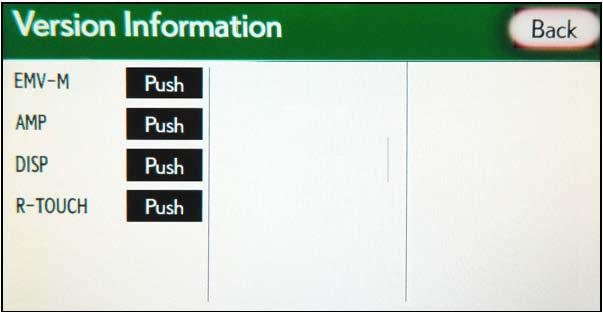 Version Information Back
EMV-M Push
AMP Push
DISP Push
R-TOUCH Push